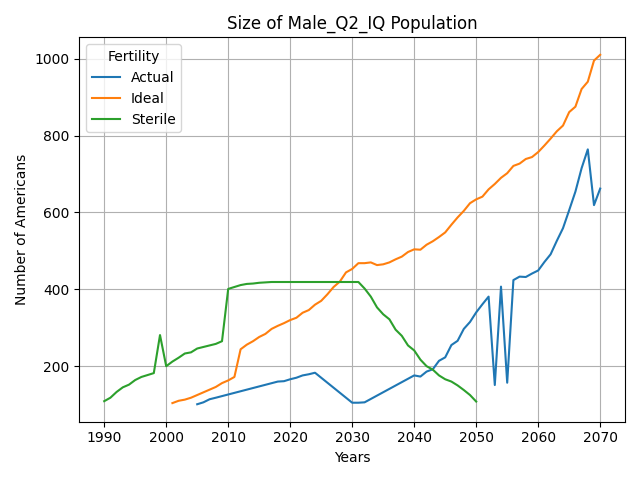 Size of Male_Q2_IQ Population
Fertility
Actual
Ideal
Sterile
Number of Americans
1000
800
600
400
200
1990 2000 2010 2020 2030 2040 2050 2060 2070
Years